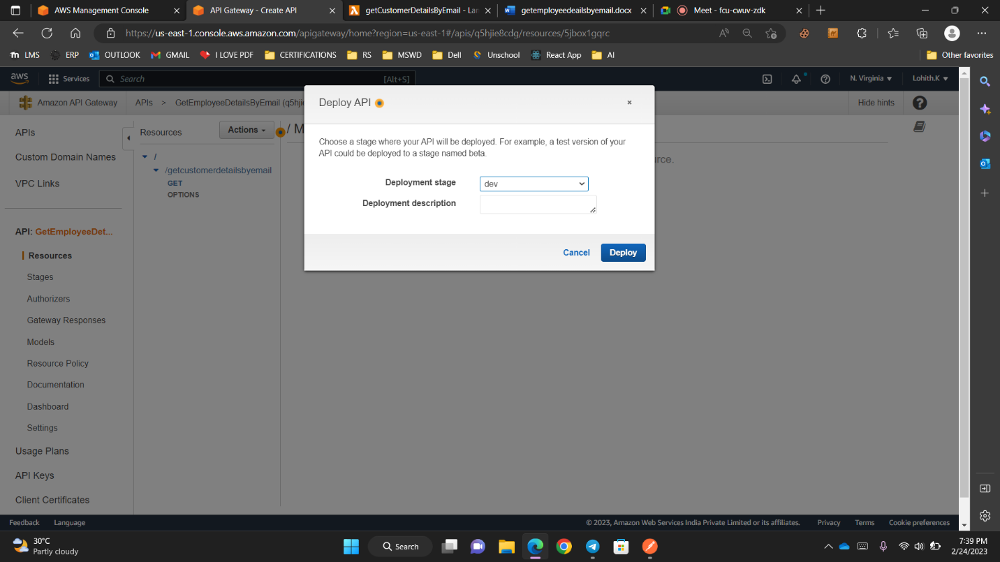 AWS Management Console
API Gateway - Create API
getCustomerDetailsByEmail - Lan
getemployeedeailsbyemail.docx
Meet - fcu-cwuv-zdk
https://us-east-1.console.aws.amazon.com/apigateway/home?region=us-east-1#/apis/q5hjie8cdg/resources/5jbox1gqrc
LMS
ERP
OUTLOOK
GMAIL
I LOVE PDF
CERTIFICATIONS
RS
MSWD
Dell
Unschool
React App
AI
Other favorites
aws
Services
Search
[Alt+S]
N. Virginia
Lohith.K
Amazon API Gateway
APIs > GetEmployeeDetailsByEmail (q5hji
Hide hints
APIs
Custom Domain Names
VPC Links
API: GetEmployeeDet...
Resources
Stages
Authorizers
Gateway Responses
Models
Resource Policy
Documentation
Dashboard
Settings
Usage Plans
API Keys
Client Certificates
Resources
Actions
/ M
/
/getcustomerdetailsbyemail
GET
OPTIONS
urce.
Deploy API
×
Choose a stage where your API will be deployed. For example, a test version of your
API could be deployed to a stage named beta.
Deployment stage
dev
Deployment description
Cancel
Deploy
Feedback
Language
© 2023, Amazon Web Services India Private Limited or its affiliates.
Privacy
Terms
Cookie preferences
30°C
Partly cloudy
Search
7:39 PM
2/24/2023